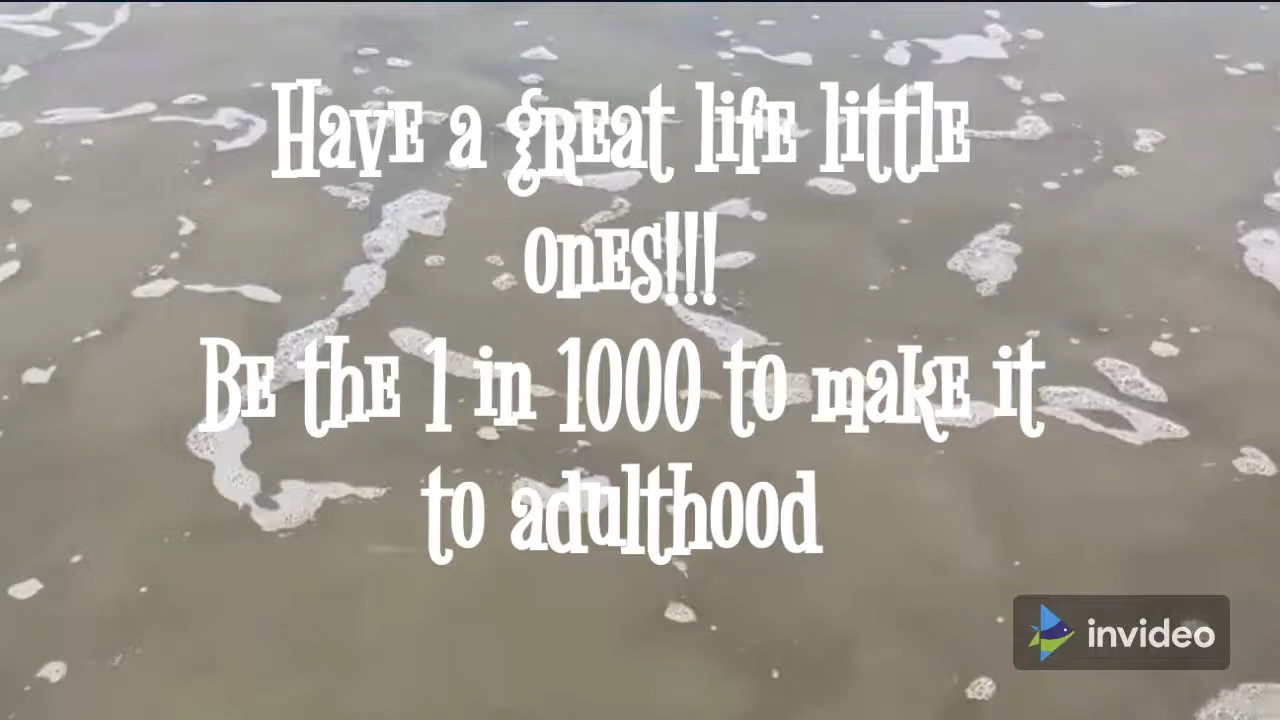 Have a great life little
ones!!!
Be the 1 in 1000 to make it
to adulthood
invideo